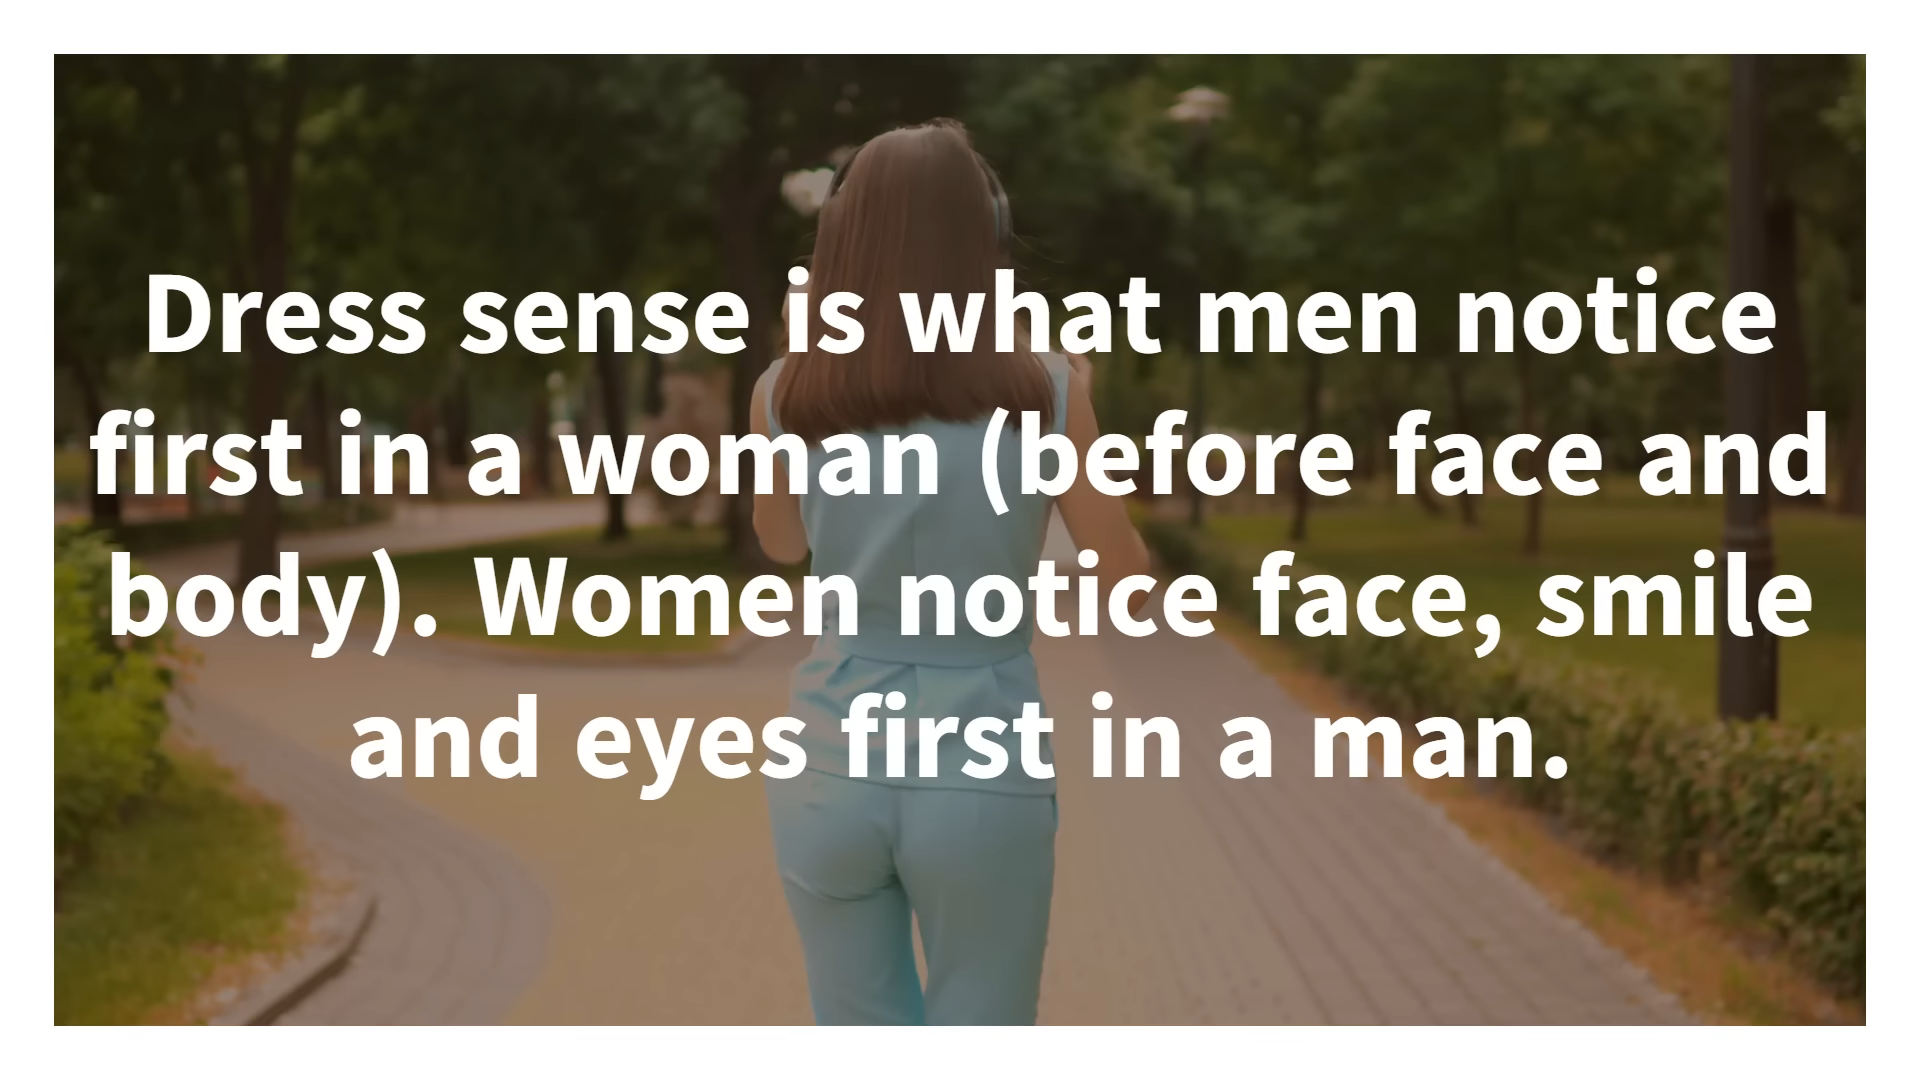 Dress sense is what men notice
first in a woman (before face and
body). Women notice face, smile
and eyes first in a man.